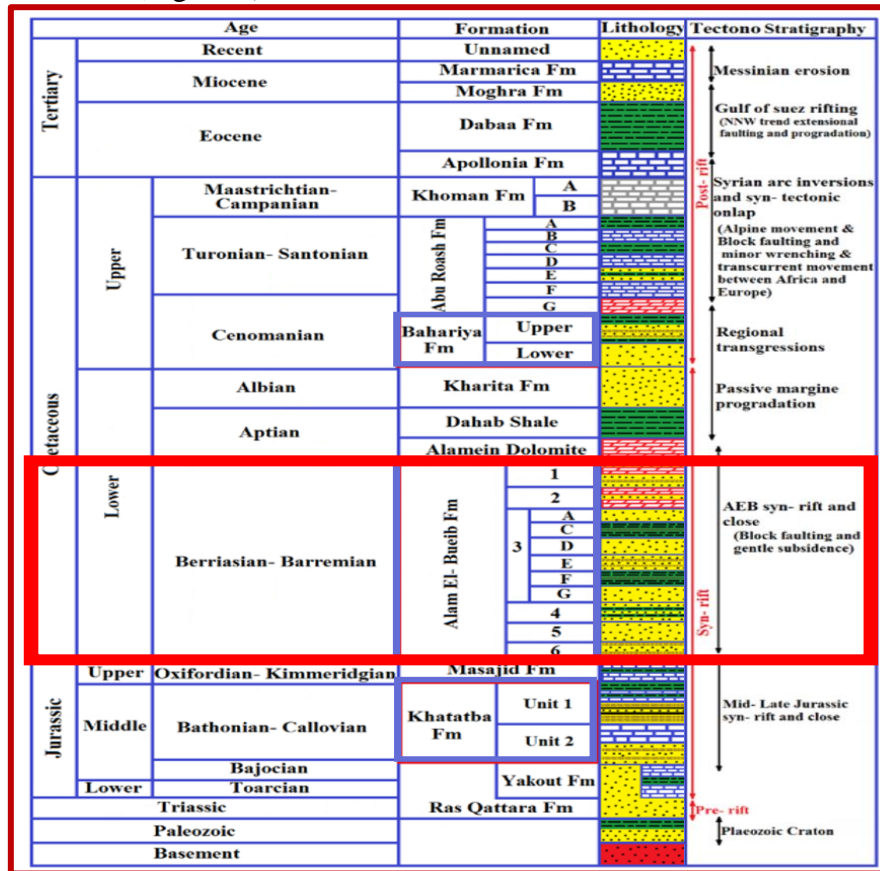 Age Formation Lithology Tectono Stratigraphy
Tertiary
Recent Unnamed
Miocene Marmarica Fm
Moghra Fm
Messinian erosion
Eocene Dabaa Fm
Apollonia Fm
Gulf of suez rifting
(NNW trend extensional
faulting and progradation)
Cretaceous
Upper
Maastrichtian-
Campanian
Khoman Fm
A
B
Turonian- Santonian
Abu Roash Fm
A
B
C
D
E
F
G
Syrian arc inversions
and syn- tectonic
onlap
(Alpine movement &
Block faulting and
minor wrenching &
transcurrent movement
between Africa and
Europe)
Post- rift
Cenomanian
Bahariya
Fm
Upper
Lower
Regional
transgressions
Lower
Albian Kharita Fm
Aptian Dahab Shale
Alamein Dolomite
Passive margine
progradation
Berriasian- Barremian
Alam El- Bueib Fm
1
2
3
A
C
D
E
F
G
4
5
6
AEB syn- rift and
close
(Block faulting and
gentle subsidence)
Syn- rift
Jurassic
Upper Oxifordian- Kimmeridgian Masajid Fm
Middle Bathonian- Callovian
Khatatba
Fm
Unit 1
Unit 2
Mid- Late Jurassic
syn- rift and close
Bajocian
Yakout Fm
Lower Toarcian
Triassic Ras Qattara Fm
Pre- rift
Paleozoic
Plaeozoic Craton
Basement